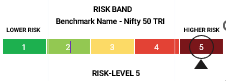 RISK BAND
Benchmark Name - Nifty 50 TRI
LOWER RISK HIGHER RISK
1 2 3 4 5
RISK-LEVEL 5